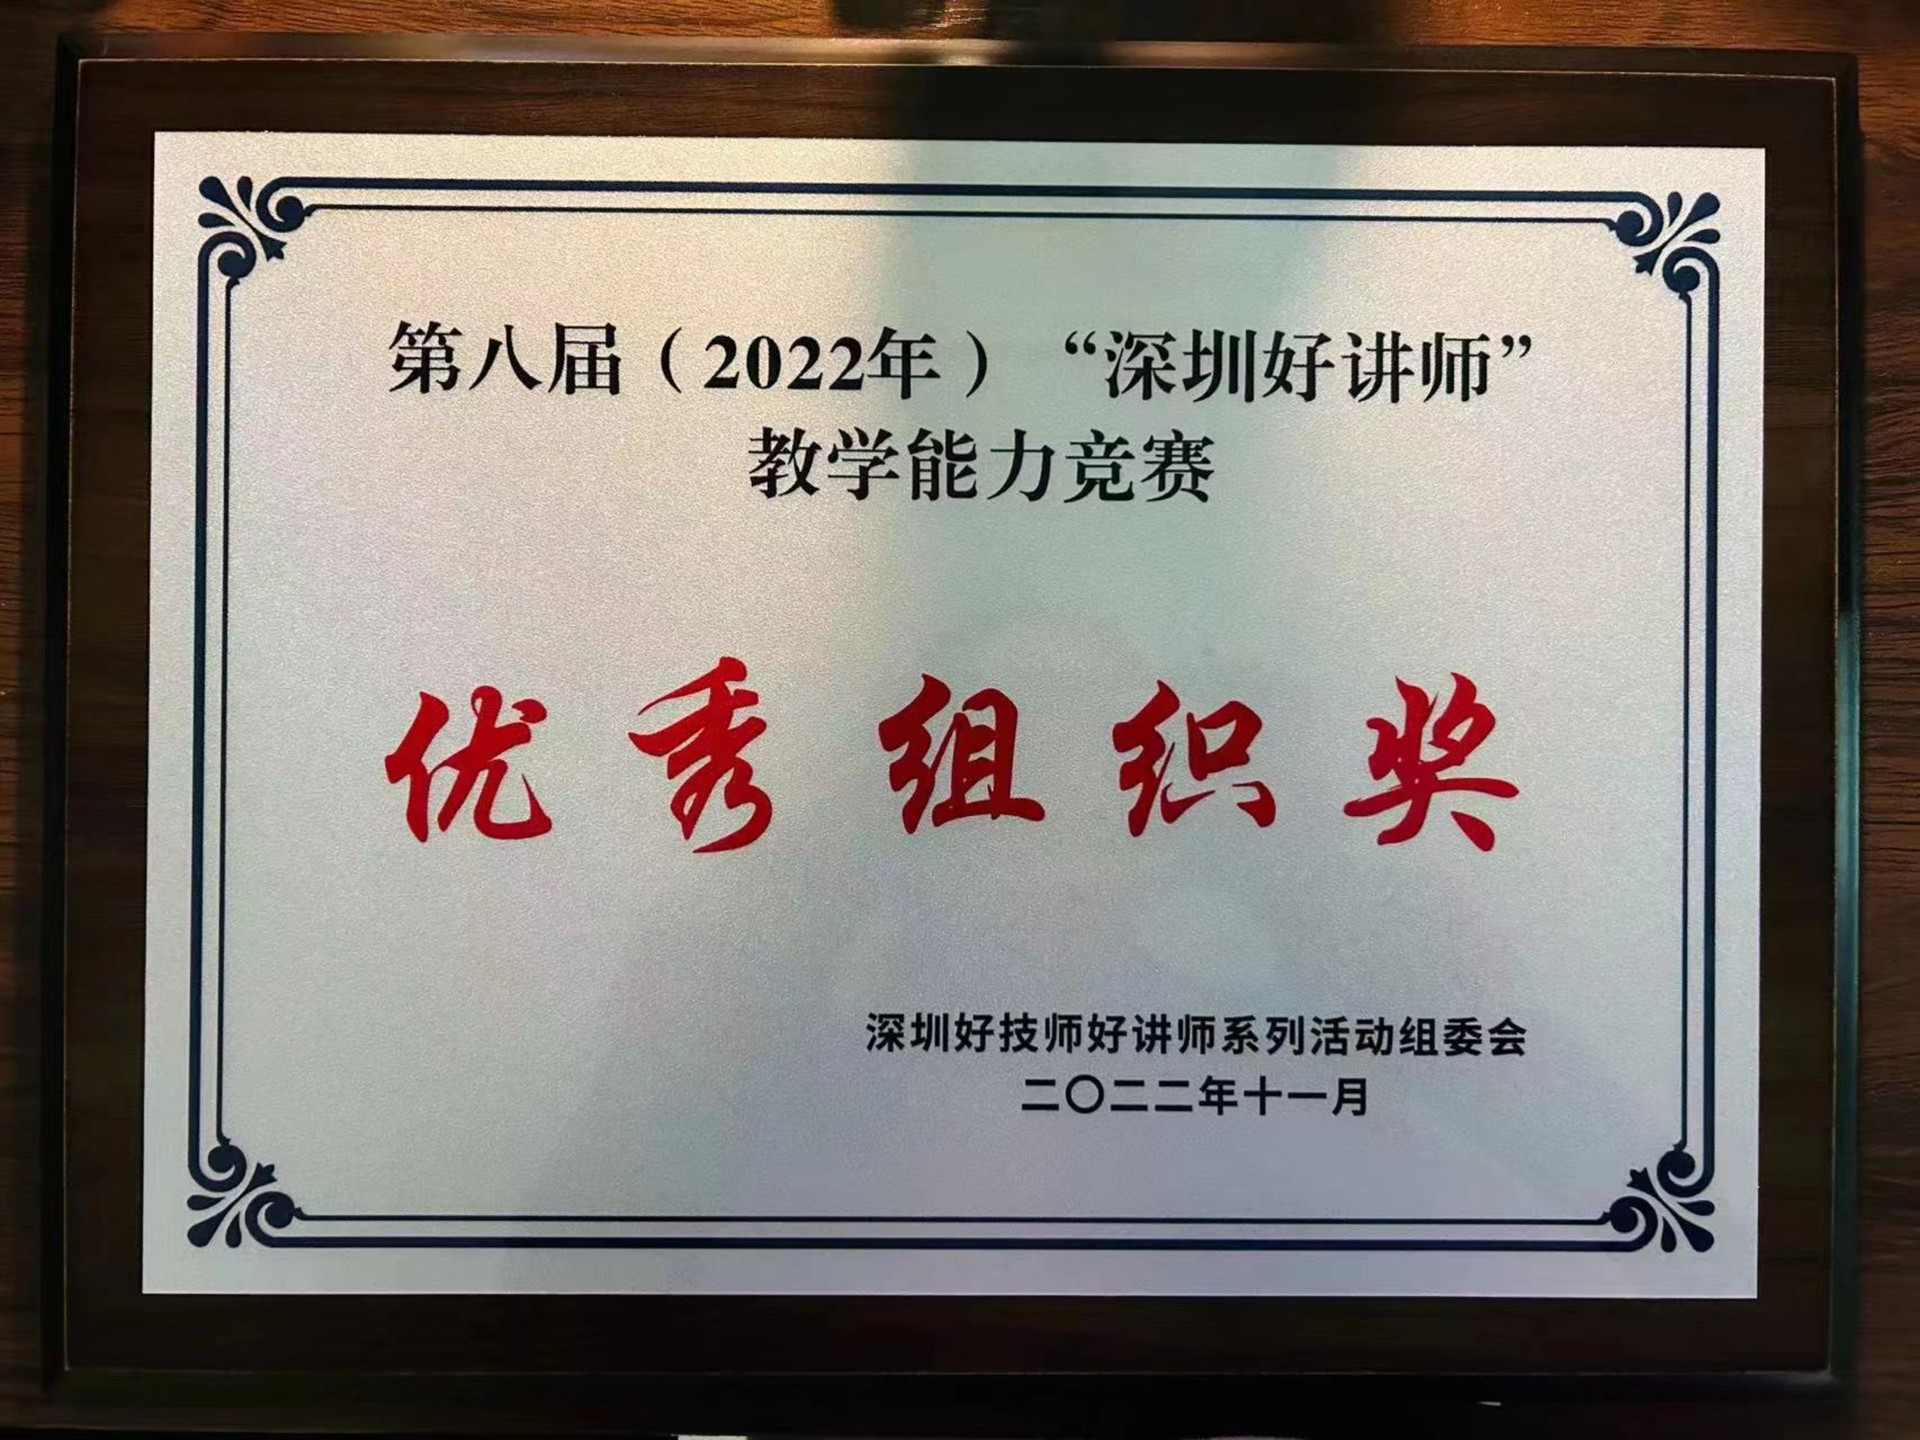 第八届（2022年）“深圳好讲师”
教学能力竞赛
优秀组织奖
深圳好技师好讲师系列活动组委会
二〇二二年十一月